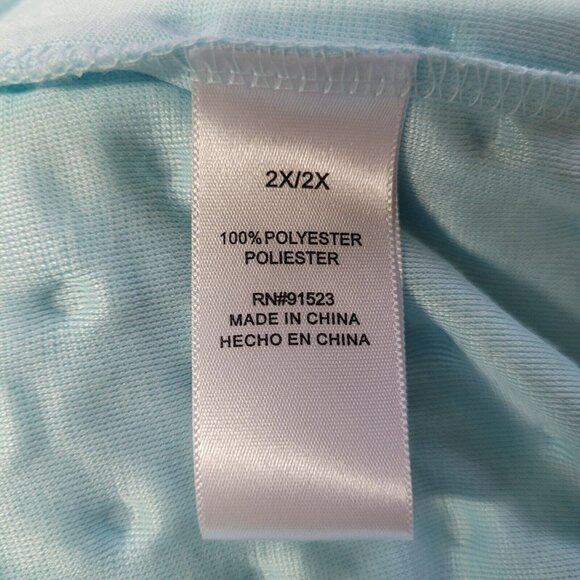 2X/2X
100% POLYESTER
POLIESTER
RN#91523
MADE IN CHINA
HECHO EN CHINA